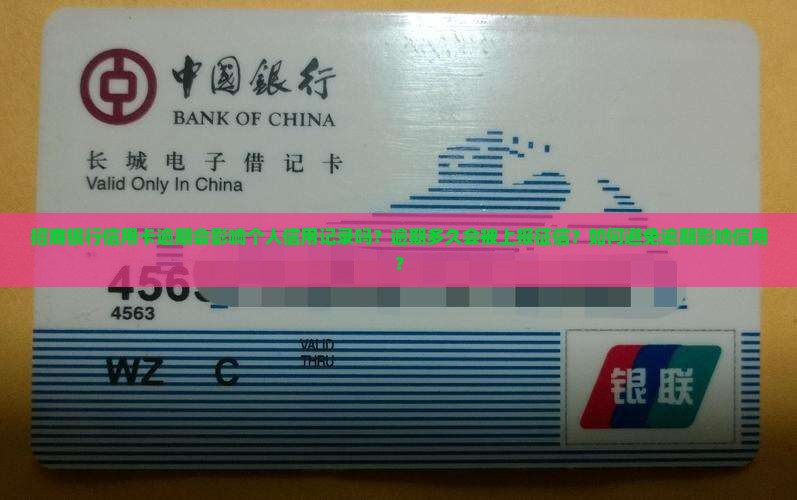 中国銀行
BANK OF CHINA
长城电子借记卡
Valid Only In China
招商银行信用卡逾期会影响个人信用记录吗？逾期多久会被上报征信？如何避免逾期影响信用
？
456
4563
VALID
THRU
WZ C
银联